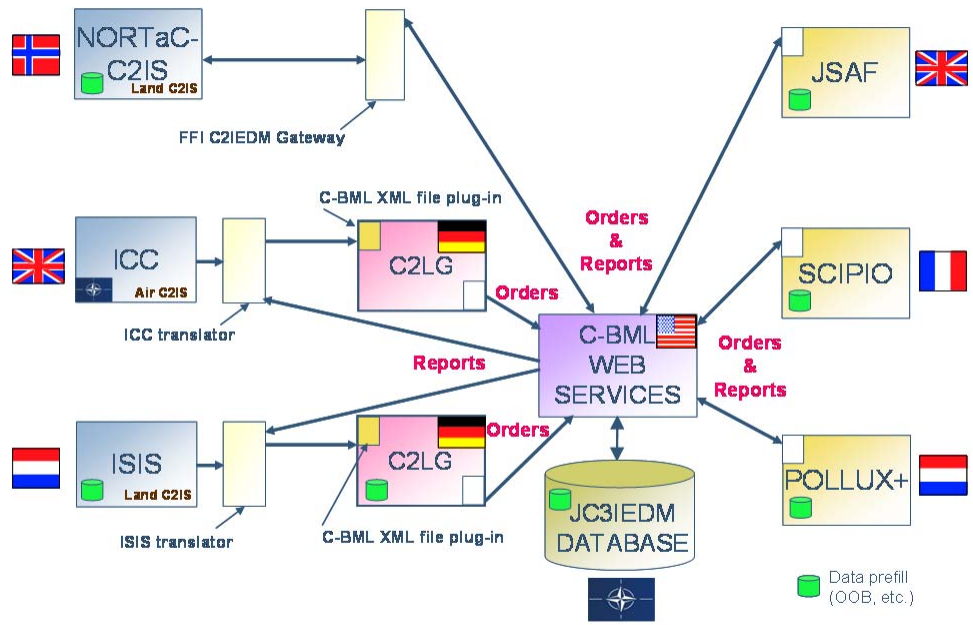 NORTaC-
C2IS
Land C2IS
FFI C2IEDM Gateway
JSAF
C-BML XML file plug-in
ICC
Air C2IS
C2LG
Orders
ICC translator
Orders
&
Reports
SCIPIO
Reports
C-BML
WEB
SERVICES
Orders
&
Reports
ISIS
Land C2IS
C2LG
Orders
ISIS translator
C-BML XML file plug-in
JC3IEDM
DATABASE
POLLUX+
Data prefill
(OOB, etc.)